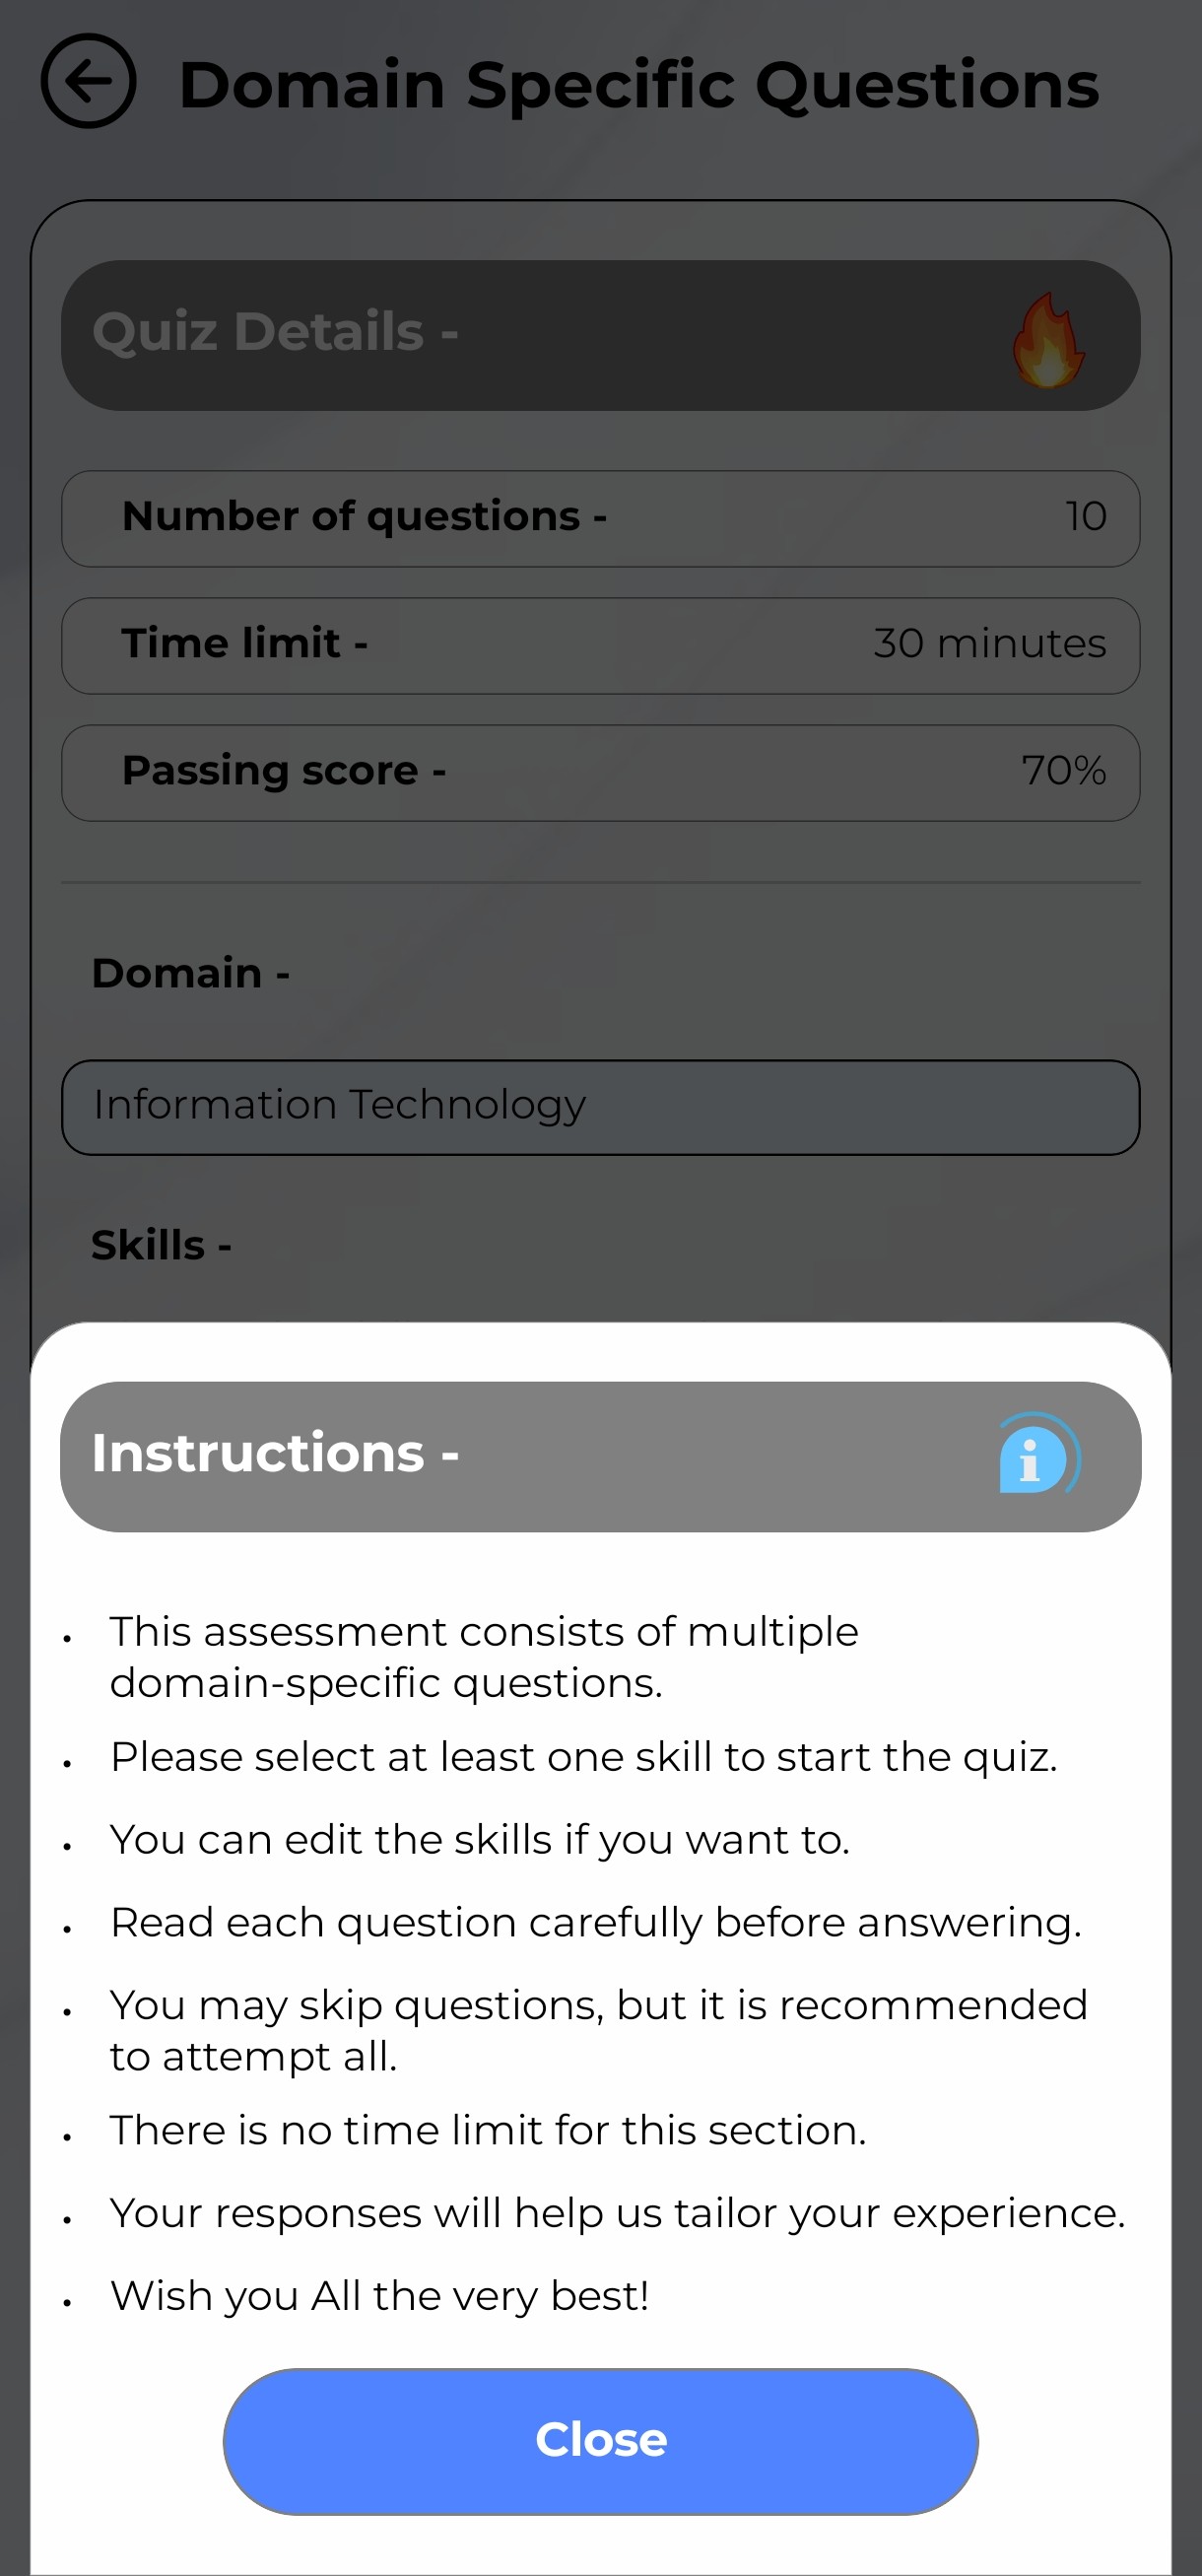 Domain Specific Questions
Quiz Details -
Number of questions - 10
Time limit - 30 minutes
Passing score - 70%
Domain -
Information Technology
Skills -
Instructions -
i
• This assessment consists of multiple
domain-specific questions.
• Please select at least one skill to start the quiz.
• You can edit the skills if you want to.
• Read each question carefully before answering.
• You may skip questions, but it is recommended
to attempt all.
• There is no time limit for this section.
• Your responses will help us tailor your experience.
• Wish you All the very best!
Close